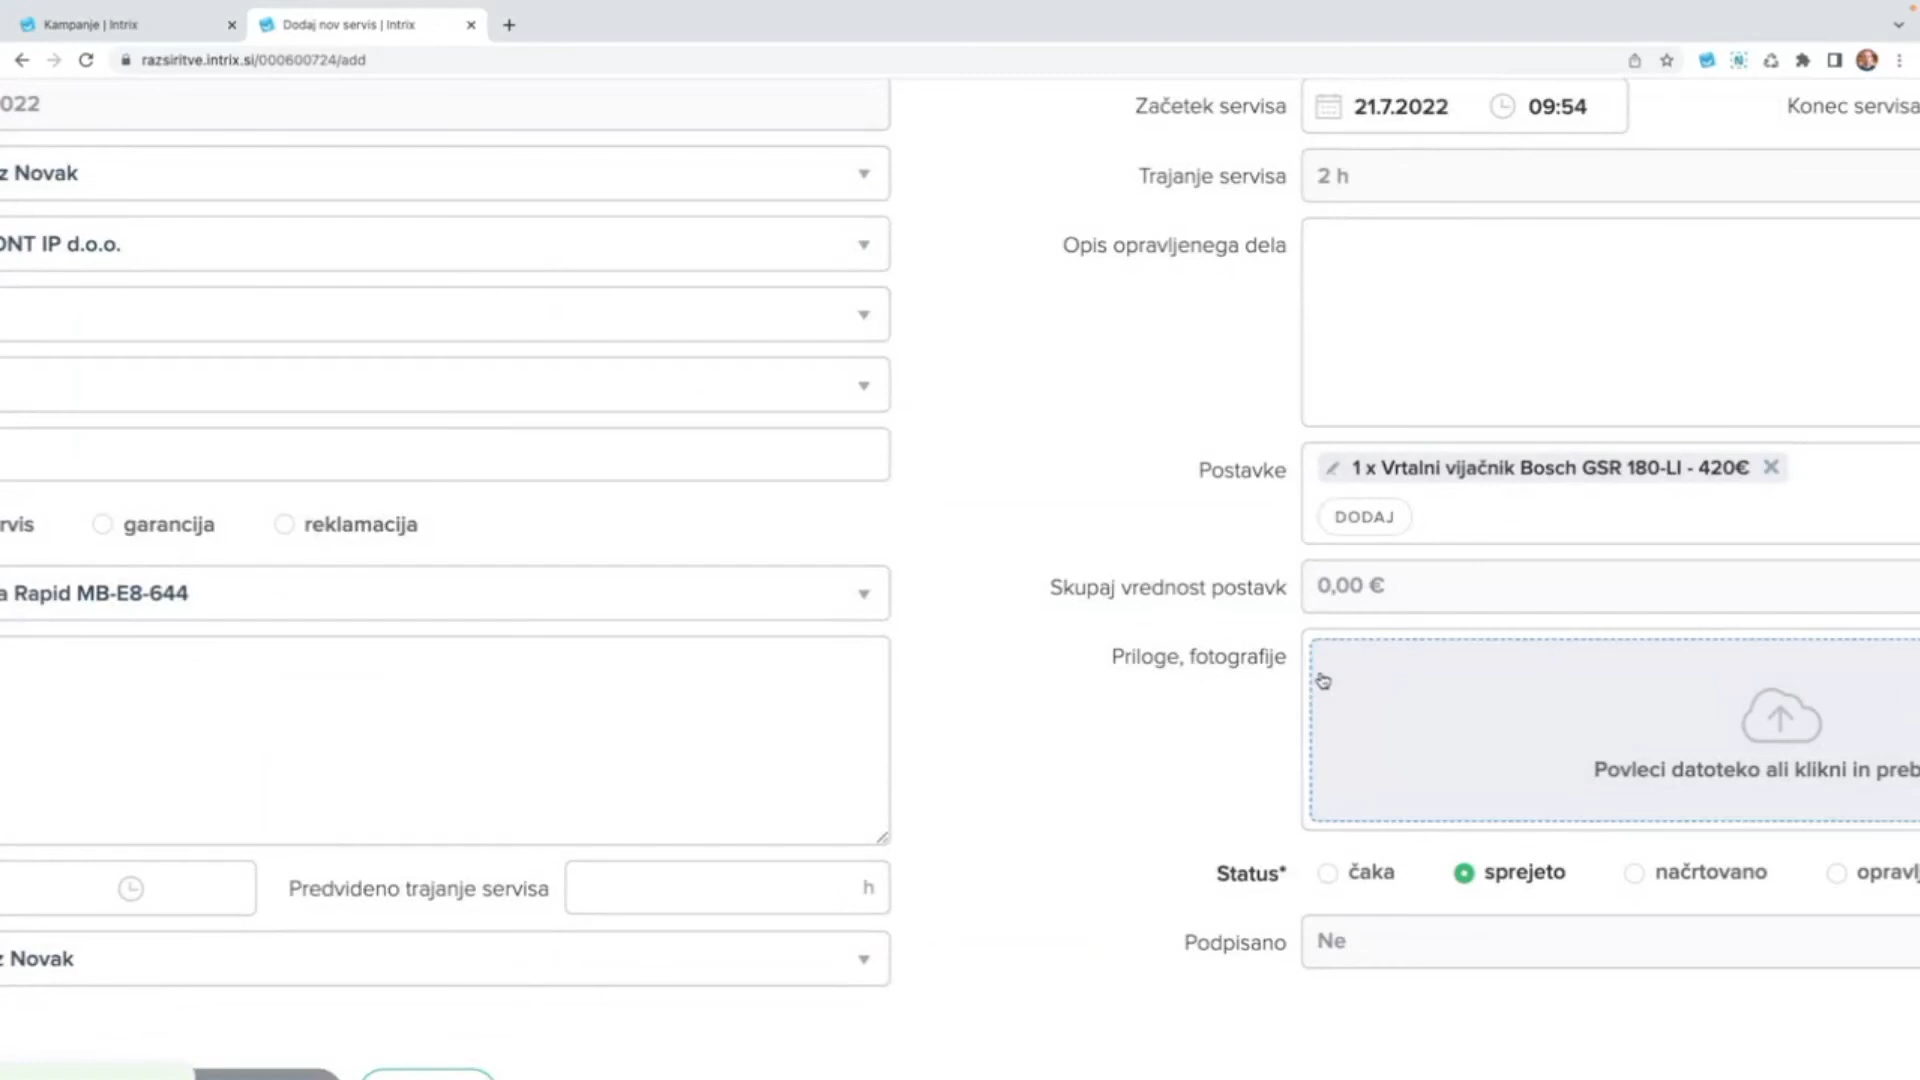 Kampanje | Intrix
Dodaj nov servis | Intrix
razsiritve.intrix.si/000600724/add
022
z Novak
ONT IP d.o.o.
rvis
garancija
reklamacija
a Rapid MB-E8-644
Predvideno trajanje servisa
h
z Novak
Začetek servisa
21.7.2022
09:54
Konec servisa
Trajanje servisa
2 h
Opis opravljenega dela
Postavke
1 x Vrtalni vijačnik Bosch GSR 180-LI - 420€
DODAJ
Skupaj vrednost postavk
0,00 €
Priloge, fotografije
Povleci datoteko ali klikni in preb
Status*
čaka
sprejeto
načrtovano
opravlj
Podpisano
Ne